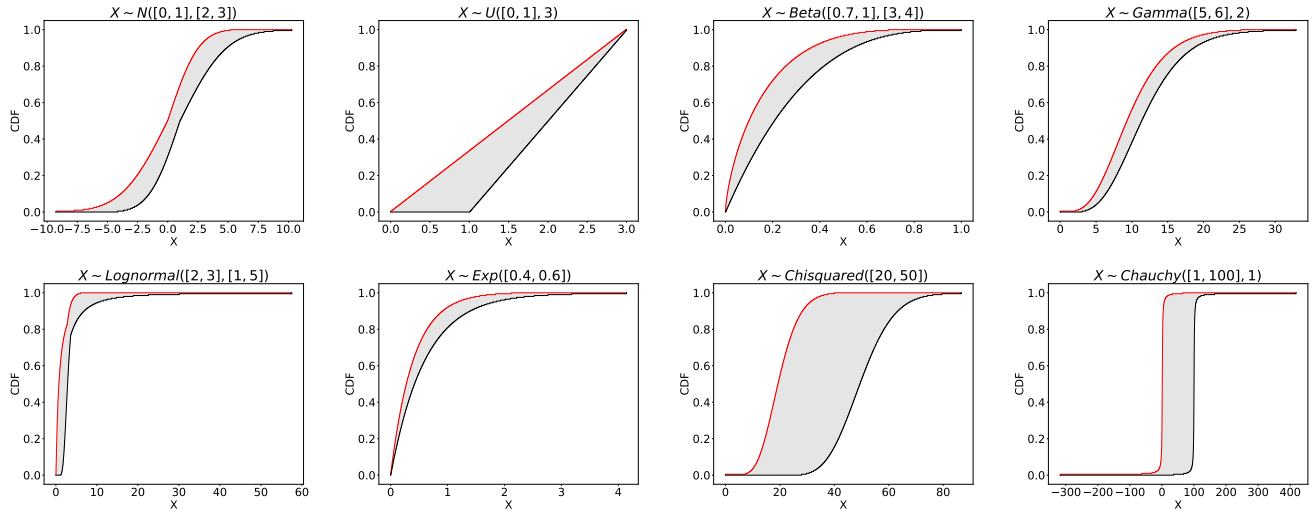 X ~ N([0, 1], [2, 3])
1.0
0.8
0.6
0.4
0.2
0.0
CDF
−10.0 −7.5 −5.0 −2.5 0.0 2.5 5.0 7.5 10.0
X
X ~ U([0, 1], 3)
1.0
0.8
0.6
0.4
0.2
0.0
CDF
0.0 0.5 1.0 1.5 2.0 2.5 3.0
X
X ~ Beta([0.7, 1], [3, 4])
1.0
0.8
0.6
0.4
0.2
0.0
CDF
0.0 0.2 0.4 0.6 0.8 1.0
X
X ~ Gamma([5, 6], 2)
1.0
0.8
0.6
0.4
0.2
0.0
CDF
0 5 10 15 20 25 30
X
X ~ Lognormal([2, 3], [1, 5])
1.0
0.8
0.6
0.4
0.2
0.0
CDF
0 10 20 30 40 50 60
X
X ~ Exp([0.4, 0.6])
1.0
0.8
0.6
0.4
0.2
0.0
CDF
0 1 2 3 4
X
X ~ Chisquared([20, 50])
1.0
0.8
0.6
0.4
0.2
0.0
CDF
0 20 40 60 80
X
X ~ Chauchy([1, 100], 1)
1.0
0.8
0.6
0.4
0.2
0.0
CDF
−300 −200 −100 0 100 200 300 400
X